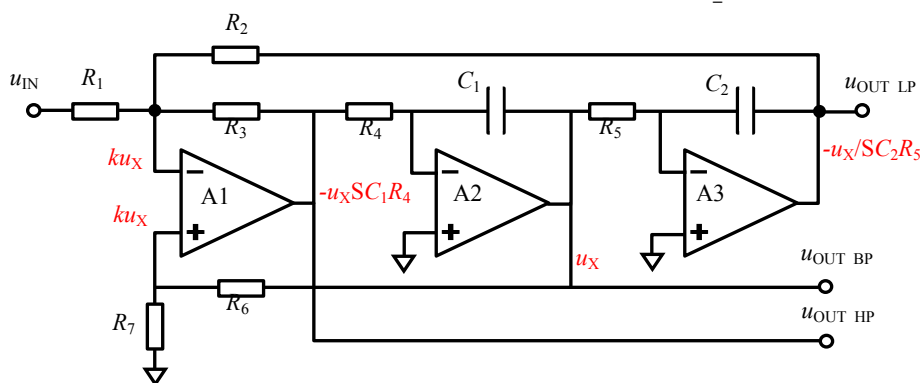 R2
uIN
R1
C1
C2
uOUT LP
R3
R4
R5
kuX
-uX/SC2R5
A1
-uXSC1R4
A2
A3
kuX
uX
uOUT BP
R6
uOUT HP
R7